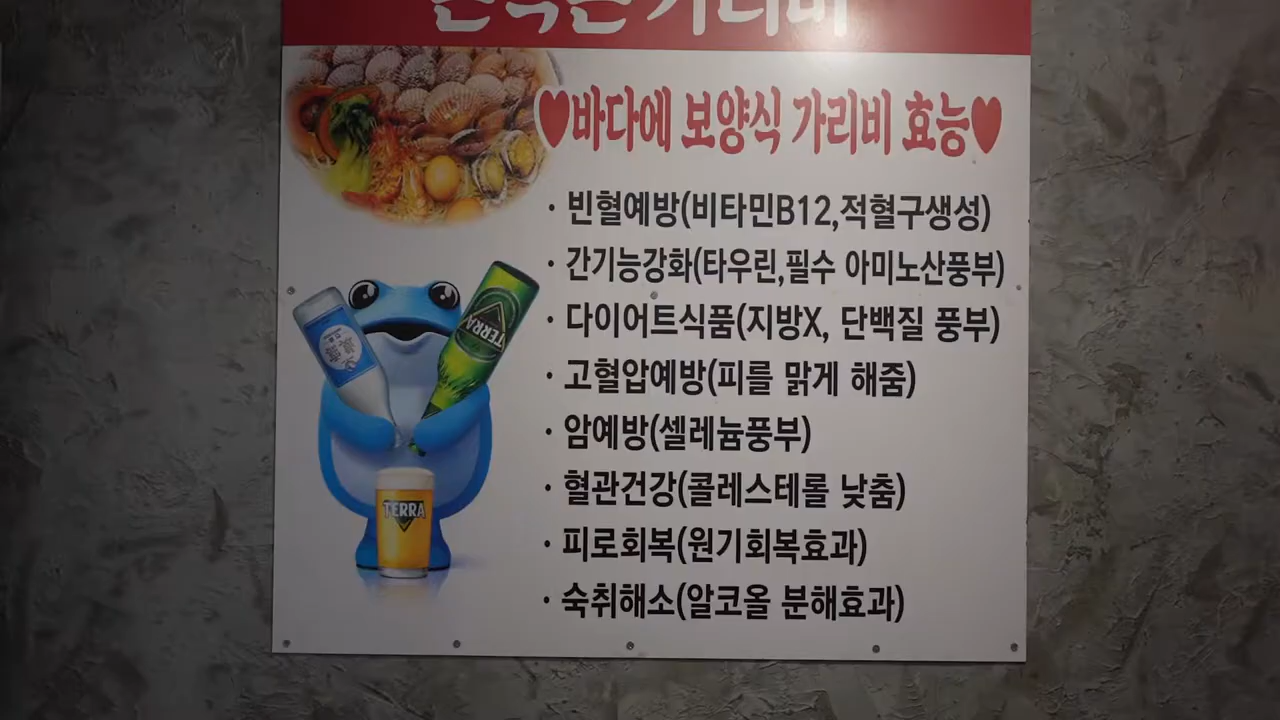 가리비
♥바다에 보양식 가리비 효능♥
· 빈혈예방(비타민B12,적혈구생성)
· 간기능강화(타우린,필수 아미노산풍부)
· 다이어트식품(지방X, 단백질 풍부)
· 고혈압예방(피를 맑게 해줌)
· 암예방(셀레늄풍부)
· 혈관건강(콜레스테롤 낮춤)
· 피로회복(원기회복효과)
· 숙취해소(알코올 분해효과)
TERRA
TERRA